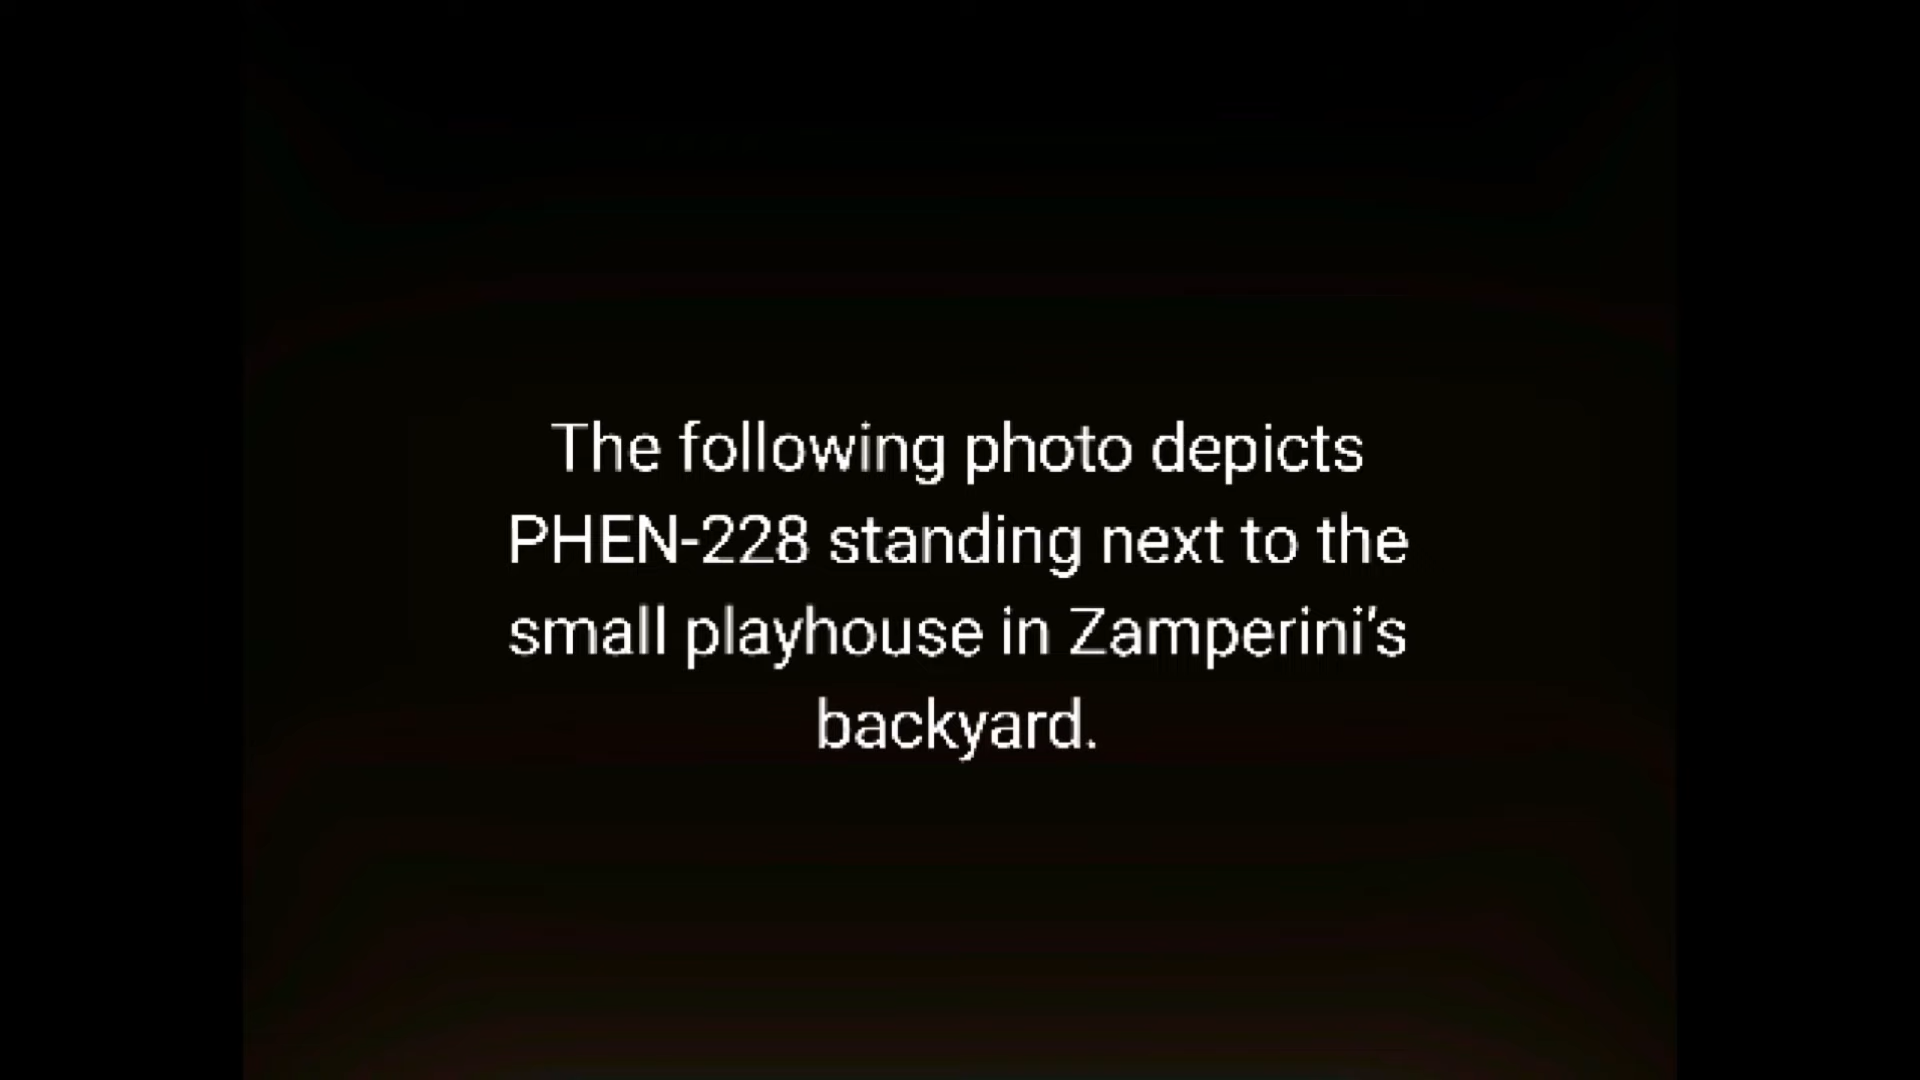 The following photo depicts
PHEN-228 standing next to the
small playhouse in Zamperini's
backyard.